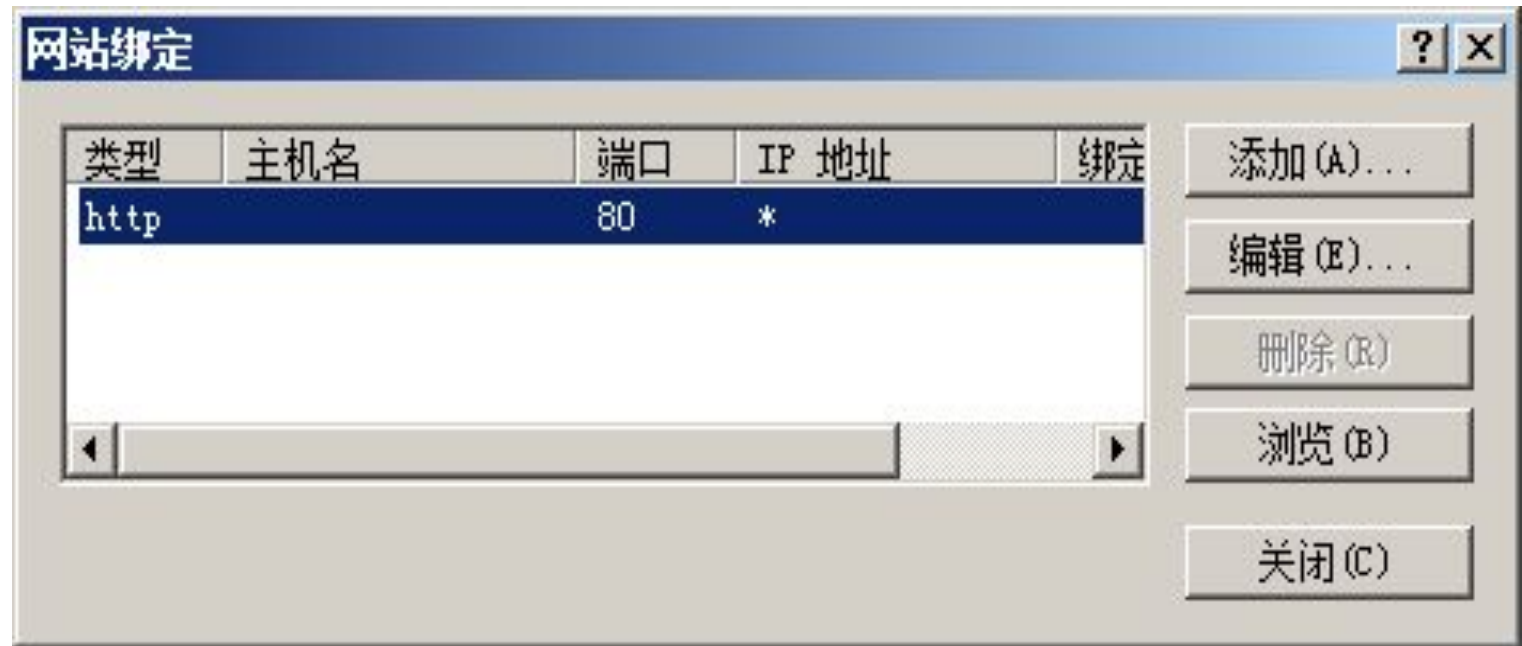 网站绑定
类型 主机名 端口 IP 地址 绑定
http 80 *
添加(A)...
编辑(E)...
删除(R)
浏览(B)
关闭(C)